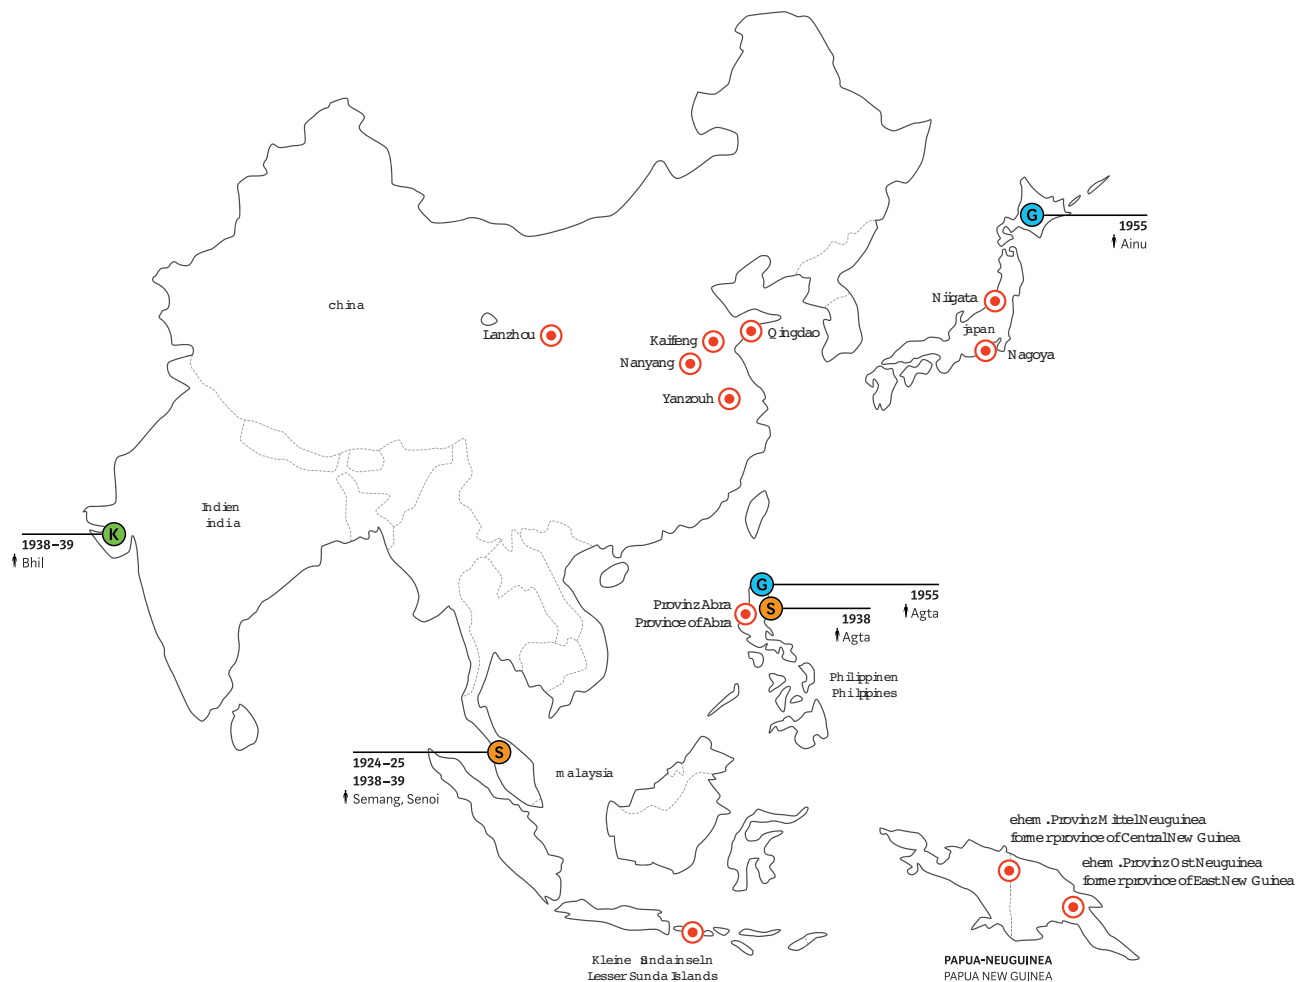 G
1955
Ainu
Niigata
japan
Nagoya
china
Lanzhou
Kaifeng
Qingdao
Nanyang
Yanzouh
Indien
india
K
1938–39
Bhil
G
1955
Agta
S
1938
Agta
Provinz Abra
Province of Abra
Philippinen
Philippines
S
1924–25
1938–39
Semang, Senoi
malaysia
ehem. Provinz Mittel Neuguinea
former province of Central New Guinea
ehem. Provinz Ost Neuguinea
former province of East New Guinea
Kleine Sundainseln
Lesser Sunda Islands
PAPUA-NEUGUINEA
PAPUA NEW GUINEA